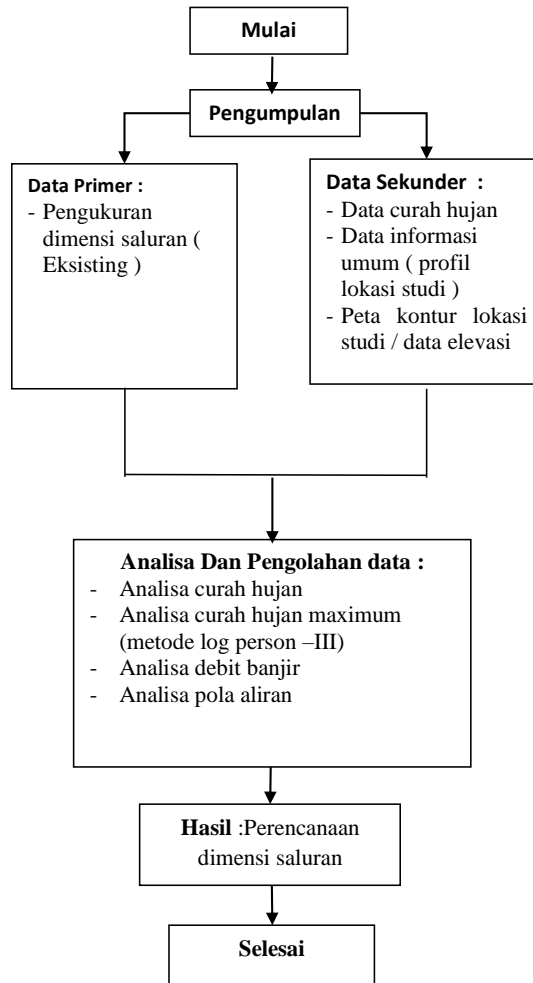 Mulai
Pengumpulan
Data Primer :
- Pengukuran
dimensi saluran (
Eksisting )
Data Sekunder :
- Data curah hujan
- Data informasi
umum ( profil
lokasi studi )
- Peta kontur lokasi
studi / data elevasi
Analisa Dan Pengolahan data :
- Analisa curah hujan
- Analisa curah hujan maximum
(metode log person –III)
- Analisa debit banjir
- Analisa pola aliran
Hasil :Perencanaan
dimensi saluran
Selesai